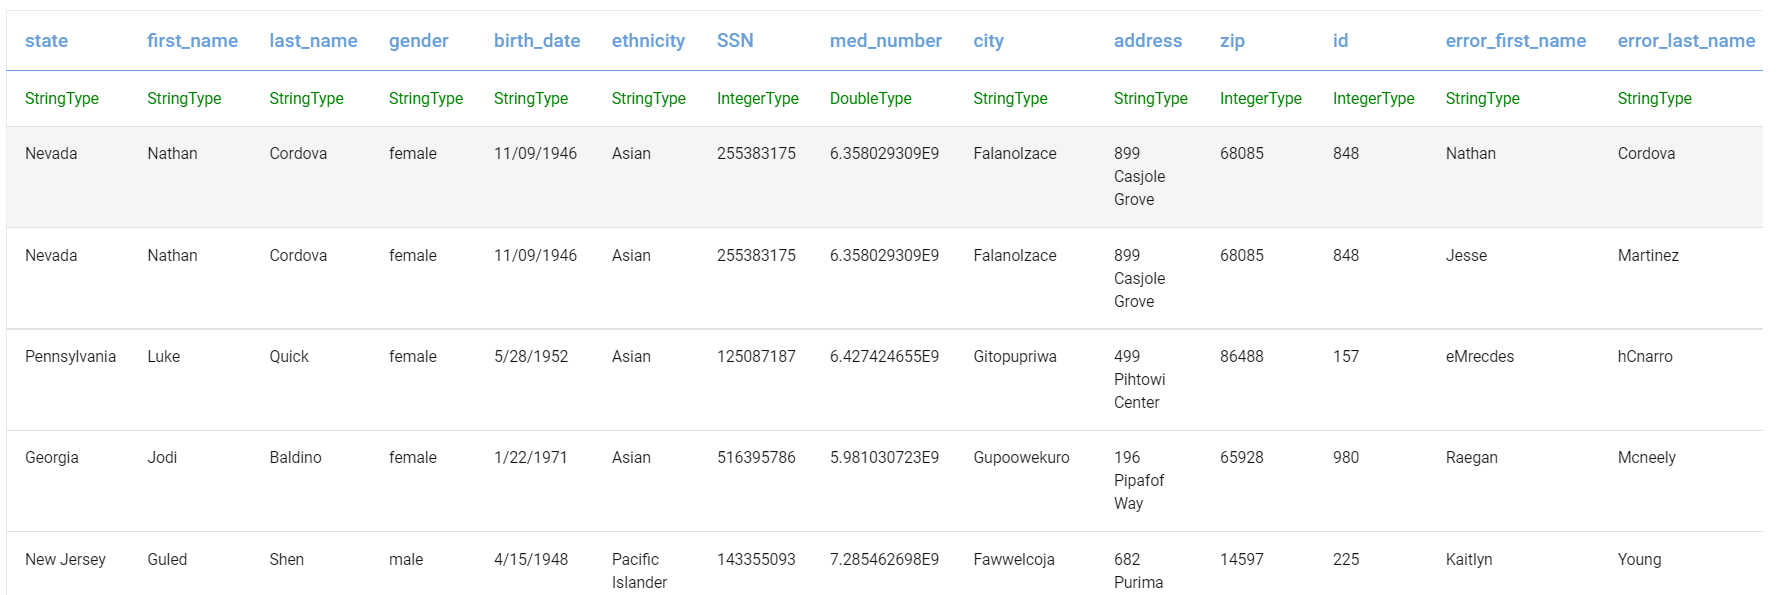 state first_name last_name gender birth_date ethnicity SSN med_number city address zip id error_first_name error_last_name
StringType StringType StringType StringType StringType StringType IntegerType DoubleType StringType StringType IntegerType IntegerType StringType StringType
Nevada Nathan Cordova female 11/09/1946 Asian 255383175 6.358029309E9 Falanolzace 899 68085 848 Nathan Cordova
Casjole
Grove
Nevada Nathan Cordova female 11/09/1946 Asian 255383175 6.358029309E9 Falanolzace 899 68085 848 Jesse Martinez
Casjole
Grove
Pennsylvania Luke Quick female 5/28/1952 Asian 125087187 6.427424655E9 Gitopupriwa 499 86488 157 eMrecdes hCnarro
Pihtowi
Center
Georgia Jodi Baldino female 1/22/1971 Asian 516395786 5.981030723E9 Gupoowekuro 196 65928 980 Raegan Mcneely
Pipafof
Way
New Jersey Guled Shen male 4/15/1948 Pacific 143355093 7.285462698E9 Fawwelcoja 682 14597 225 Kaitlyn Young
Islander Purima